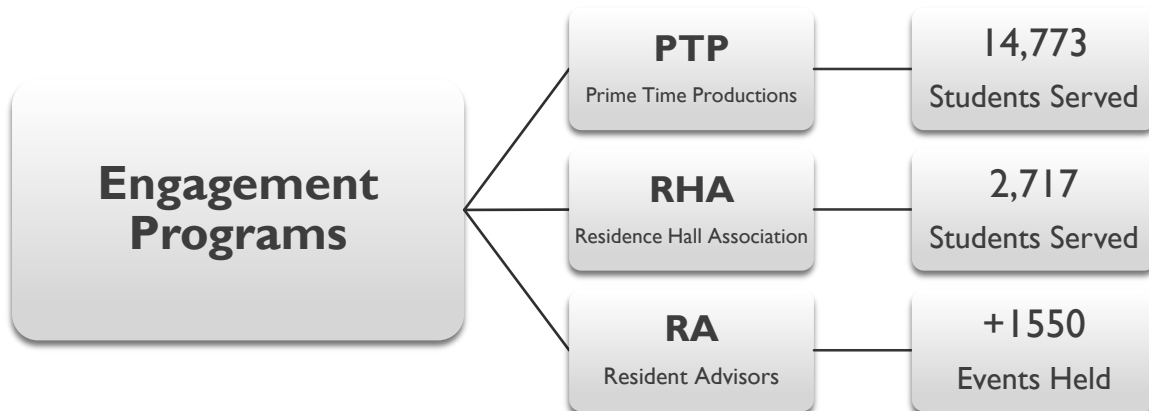 Engagement
Programs
PTP
Prime Time Productions
14,773
Students Served
RHA
Residence Hall Association
2,717
Students Served
RA
Resident Advisors
+1550
Events Held